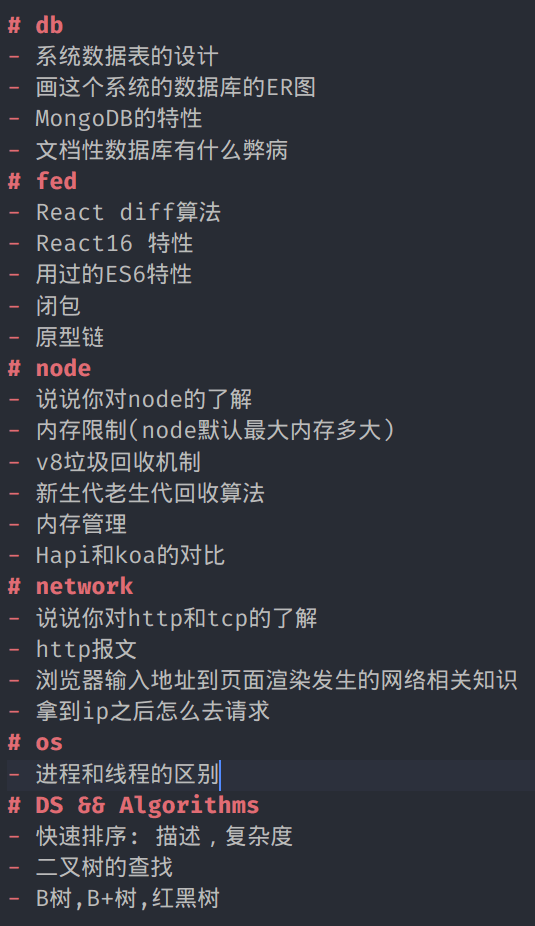 # db
- 系统数据表的设计
- 画这个系统的数据库的ER图
- MongoDB的特性
- 文档性数据库有什么弊病
# fed
- React diff算法
- React16 特性
- 用过的ES6特性
- 闭包
- 原型链
# node
- 说说你对node的了解
- 内存限制(node默认最大内存多大)
- v8垃圾回收机制
- 新生代老生代回收算法
- 内存管理
- Hapi和koa的对比
# network
- 说说你对http和tcp的了解
- http报文
- 浏览器输入地址到页面渲染发生的网络相关知识
- 拿到ip之后怎么去请求
# os
- 进程和线程的区别
# DS && Algorithms
- 快速排序: 描述，复杂度
- 二叉树的查找
- B树,B+树,红黑树